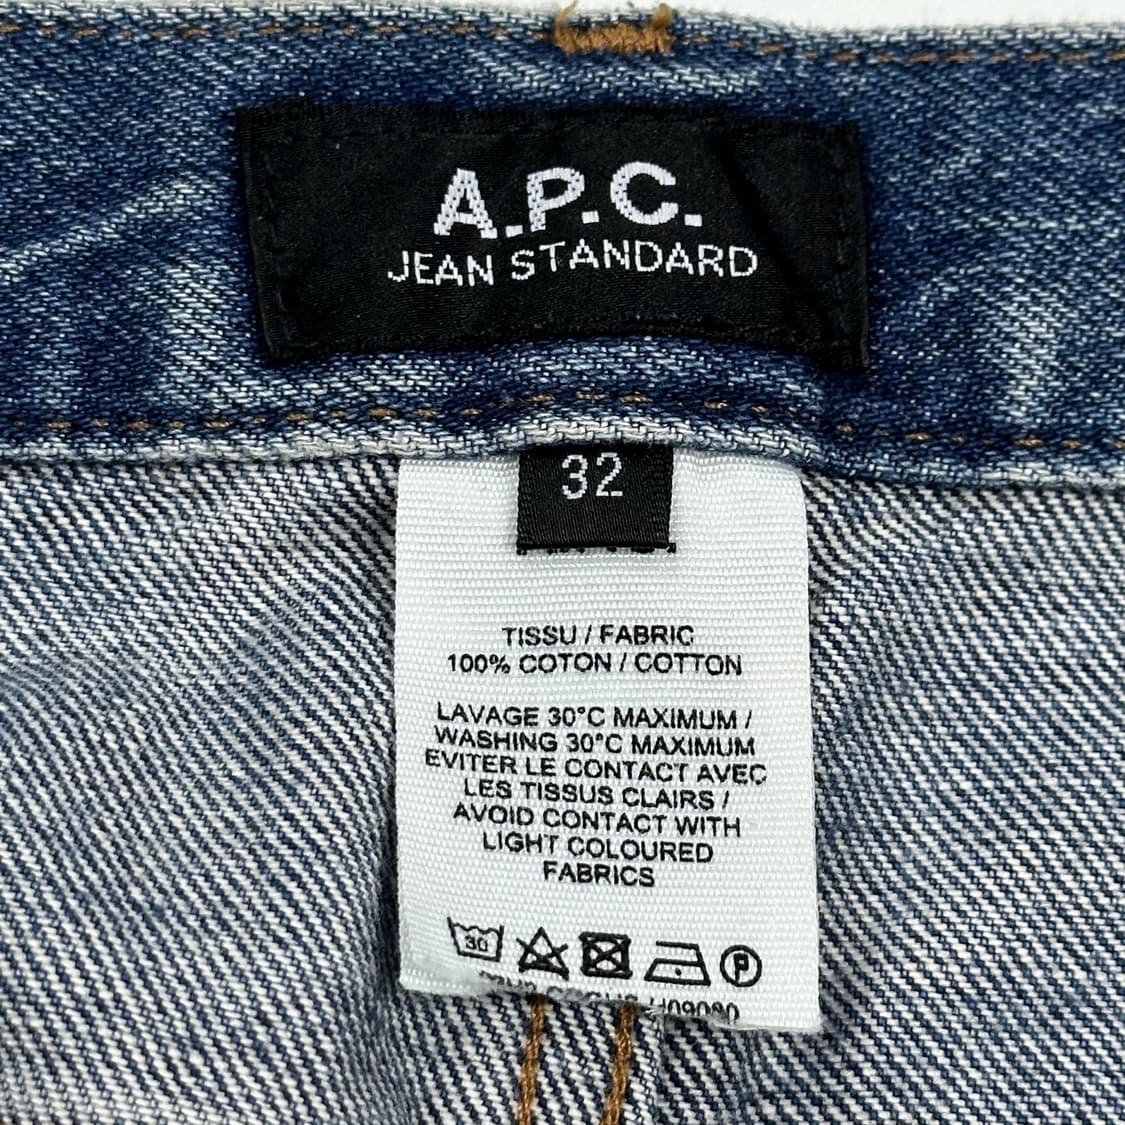 A.P.C.
JEAN STANDARD
32
TISSU / FABRIC
100% COTON / COTTON
LAVAGE 30°C MAXIMUM /
WASHING 30°C MAXIMUM
EVITER LE CONTACT AVEC
LES TISSUS CLAIRS /
AVOID CONTACT WITH
LIGHT COLOURED
FABRICS
30
P
H09080